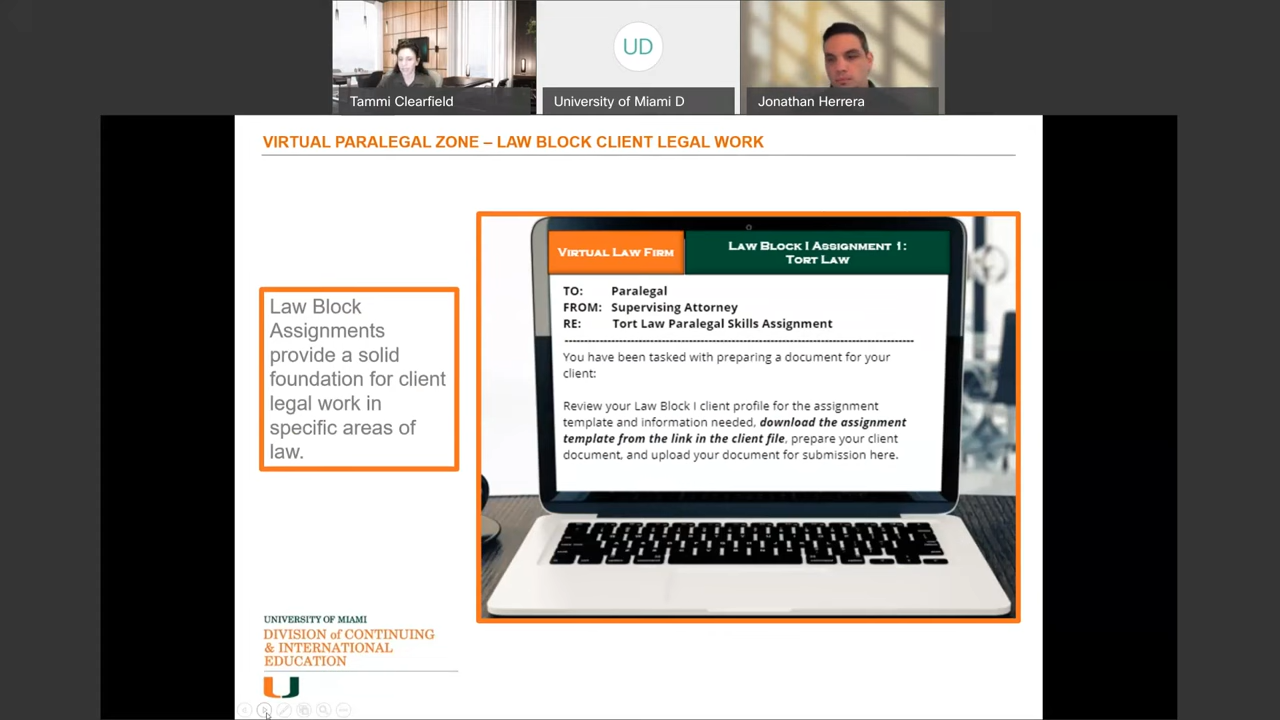 UD
Tammi Clearfield
University of Miami D
Jonathan Herrera
VIRTUAL PARALEGAL ZONE – LAW BLOCK CLIENT LEGAL WORK
Law Block
Assignments
provide a solid
foundation for client
legal work in
specific areas of
law.
VIRTUAL LAW FIRM
LAW BLOCK I ASSIGNMENT 1:
TORT LAW
TO: Paralegal
FROM: Supervising Attorney
RE: Tort Law Paralegal Skills Assignment
You have been tasked with preparing a document for your
client:
Review your Law Block I client profile for the assignment
template and information needed, download the assignment
template from the link in the client file, prepare your client
document, and upload your document for submission here.
UNIVERSITY OF MIAMI
DIVISION of CONTINUING
& INTERNATIONAL
EDUCATION